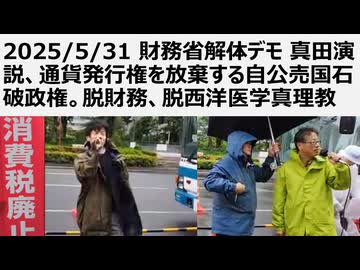 2025/5/31 財務省解体デモ 真田演
説、通貨発行権を放棄する自公売国石
破政権。脱財務、脱西洋医学真理教
消費税廃止